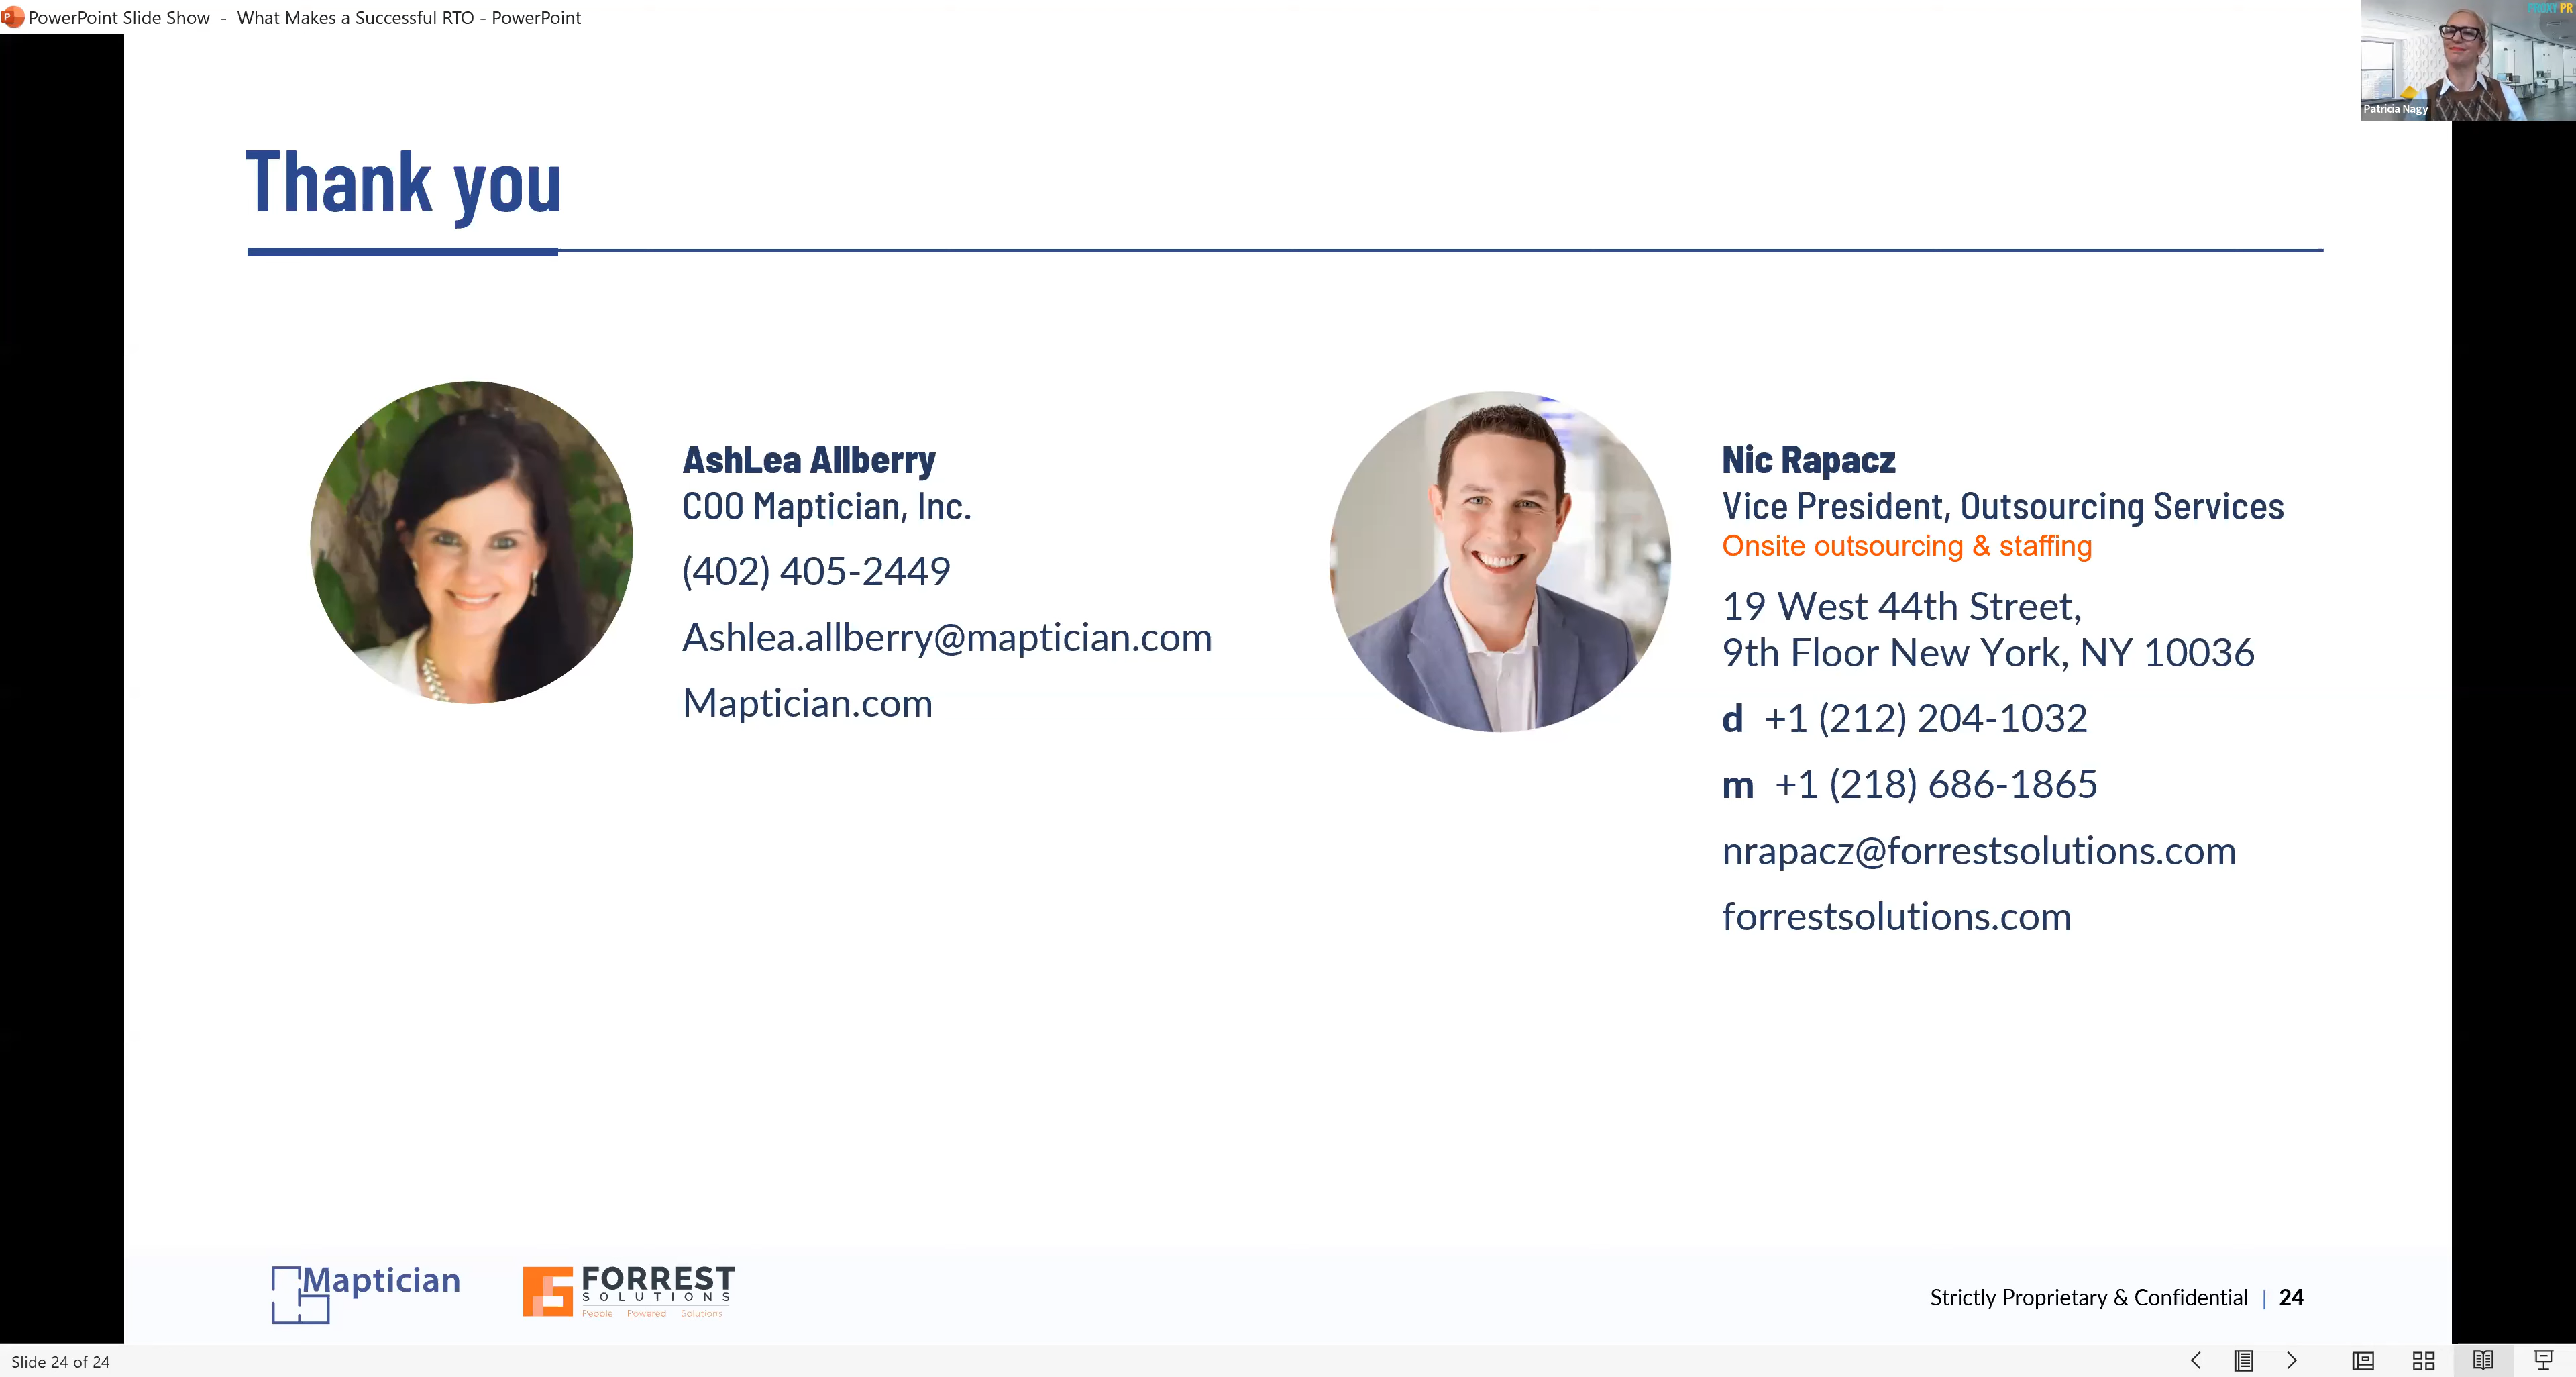 PowerPoint Slide Show - What Makes a Successful RTO - PowerPoint
Patricia Nagy
Thank you
AshLea Allberry
COO Maptician, Inc.
(402) 405-2449
Ashlea.allberry@maptician.com
Maptician.com
Nic Rapacz
Vice President, Outsourcing Services
Onsite outsourcing & staffing
19 West 44th Street,
9th Floor New York, NY 10036
d +1 (212) 204-1032
m +1 (218) 686-1865
nrapacz@forrestsolutions.com
forrestsolutions.com
Maptician
FORREST
SOLUTIONS
People Powered Solutions
Strictly Proprietary & Confidential | 24
Slide 24 of 24